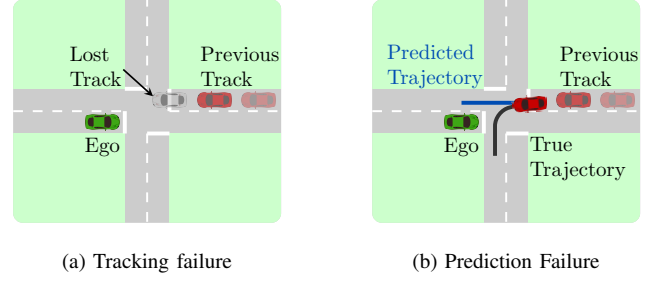 Lost
Track
Previous
Track
Ego
(a) Tracking failure
Predicted
Trajectory
Previous
Track
Ego
True
Trajectory
(b) Prediction Failure